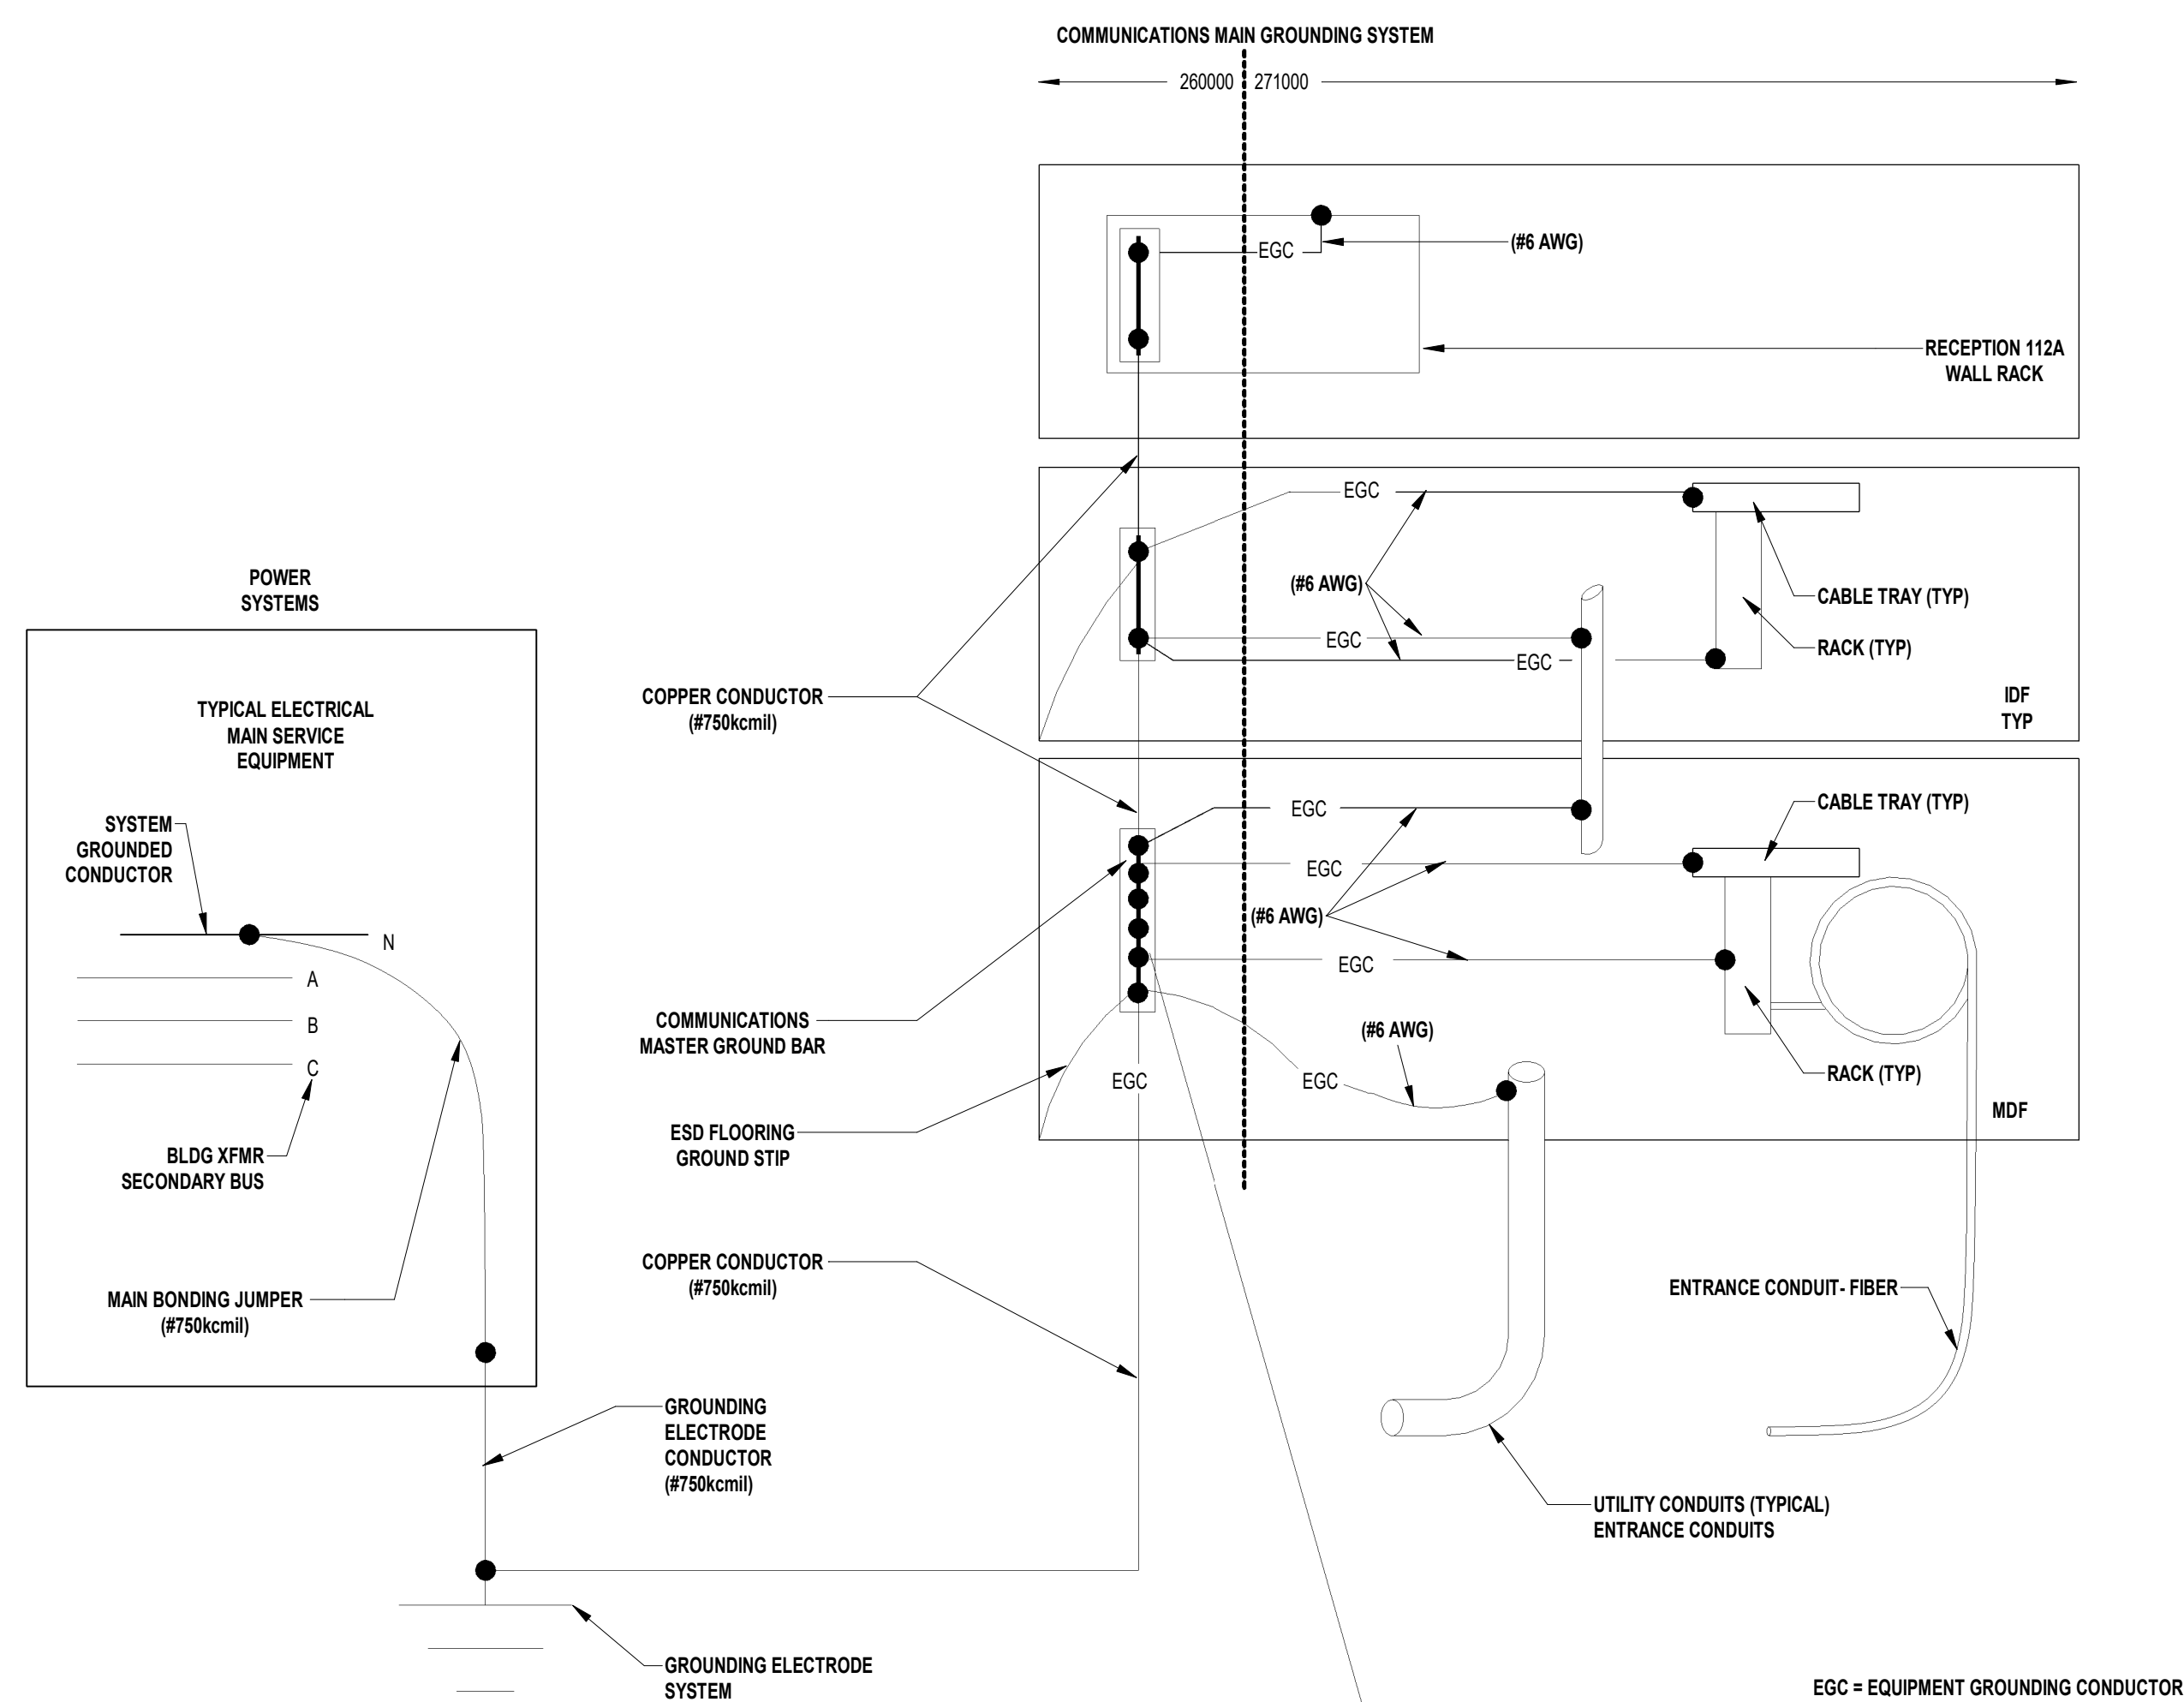 COMMUNICATIONS MAIN GROUNDING SYSTEM
260000
271000
EGC
(#6 AWG)
RECEPTION 112A
WALL RACK
EGC
(#6 AWG)
CABLE TRAY (TYP)
EGC
RACK (TYP)
EGC
IDF
TYP
POWER
SYSTEMS
TYPICAL ELECTRICAL
MAIN SERVICE
EQUIPMENT
COPPER CONDUCTOR
(#750kcmil)
SYSTEM
GROUNDED
CONDUCTOR
N
A
B
C
BLDG XFMR
SECONDARY BUS
MAIN BONDING JUMPER
(#750kcmil)
EGC
CABLE TRAY (TYP)
EGC
(#6 AWG)
EGC
COMMUNICATIONS
MASTER GROUND BAR
(#6 AWG)
EGC
EGC
RACK (TYP)
MDF
ESD FLOORING
GROUND STIP
COPPER CONDUCTOR
(#750kcmil)
ENTRANCE CONDUIT- FIBER
GROUNDING
ELECTRODE
CONDUCTOR
(#750kcmil)
UTILITY CONDUITS (TYPICAL)
ENTRANCE CONDUITS
GROUNDING ELECTRODE
SYSTEM
EGC = EQUIPMENT GROUNDING CONDUCTOR